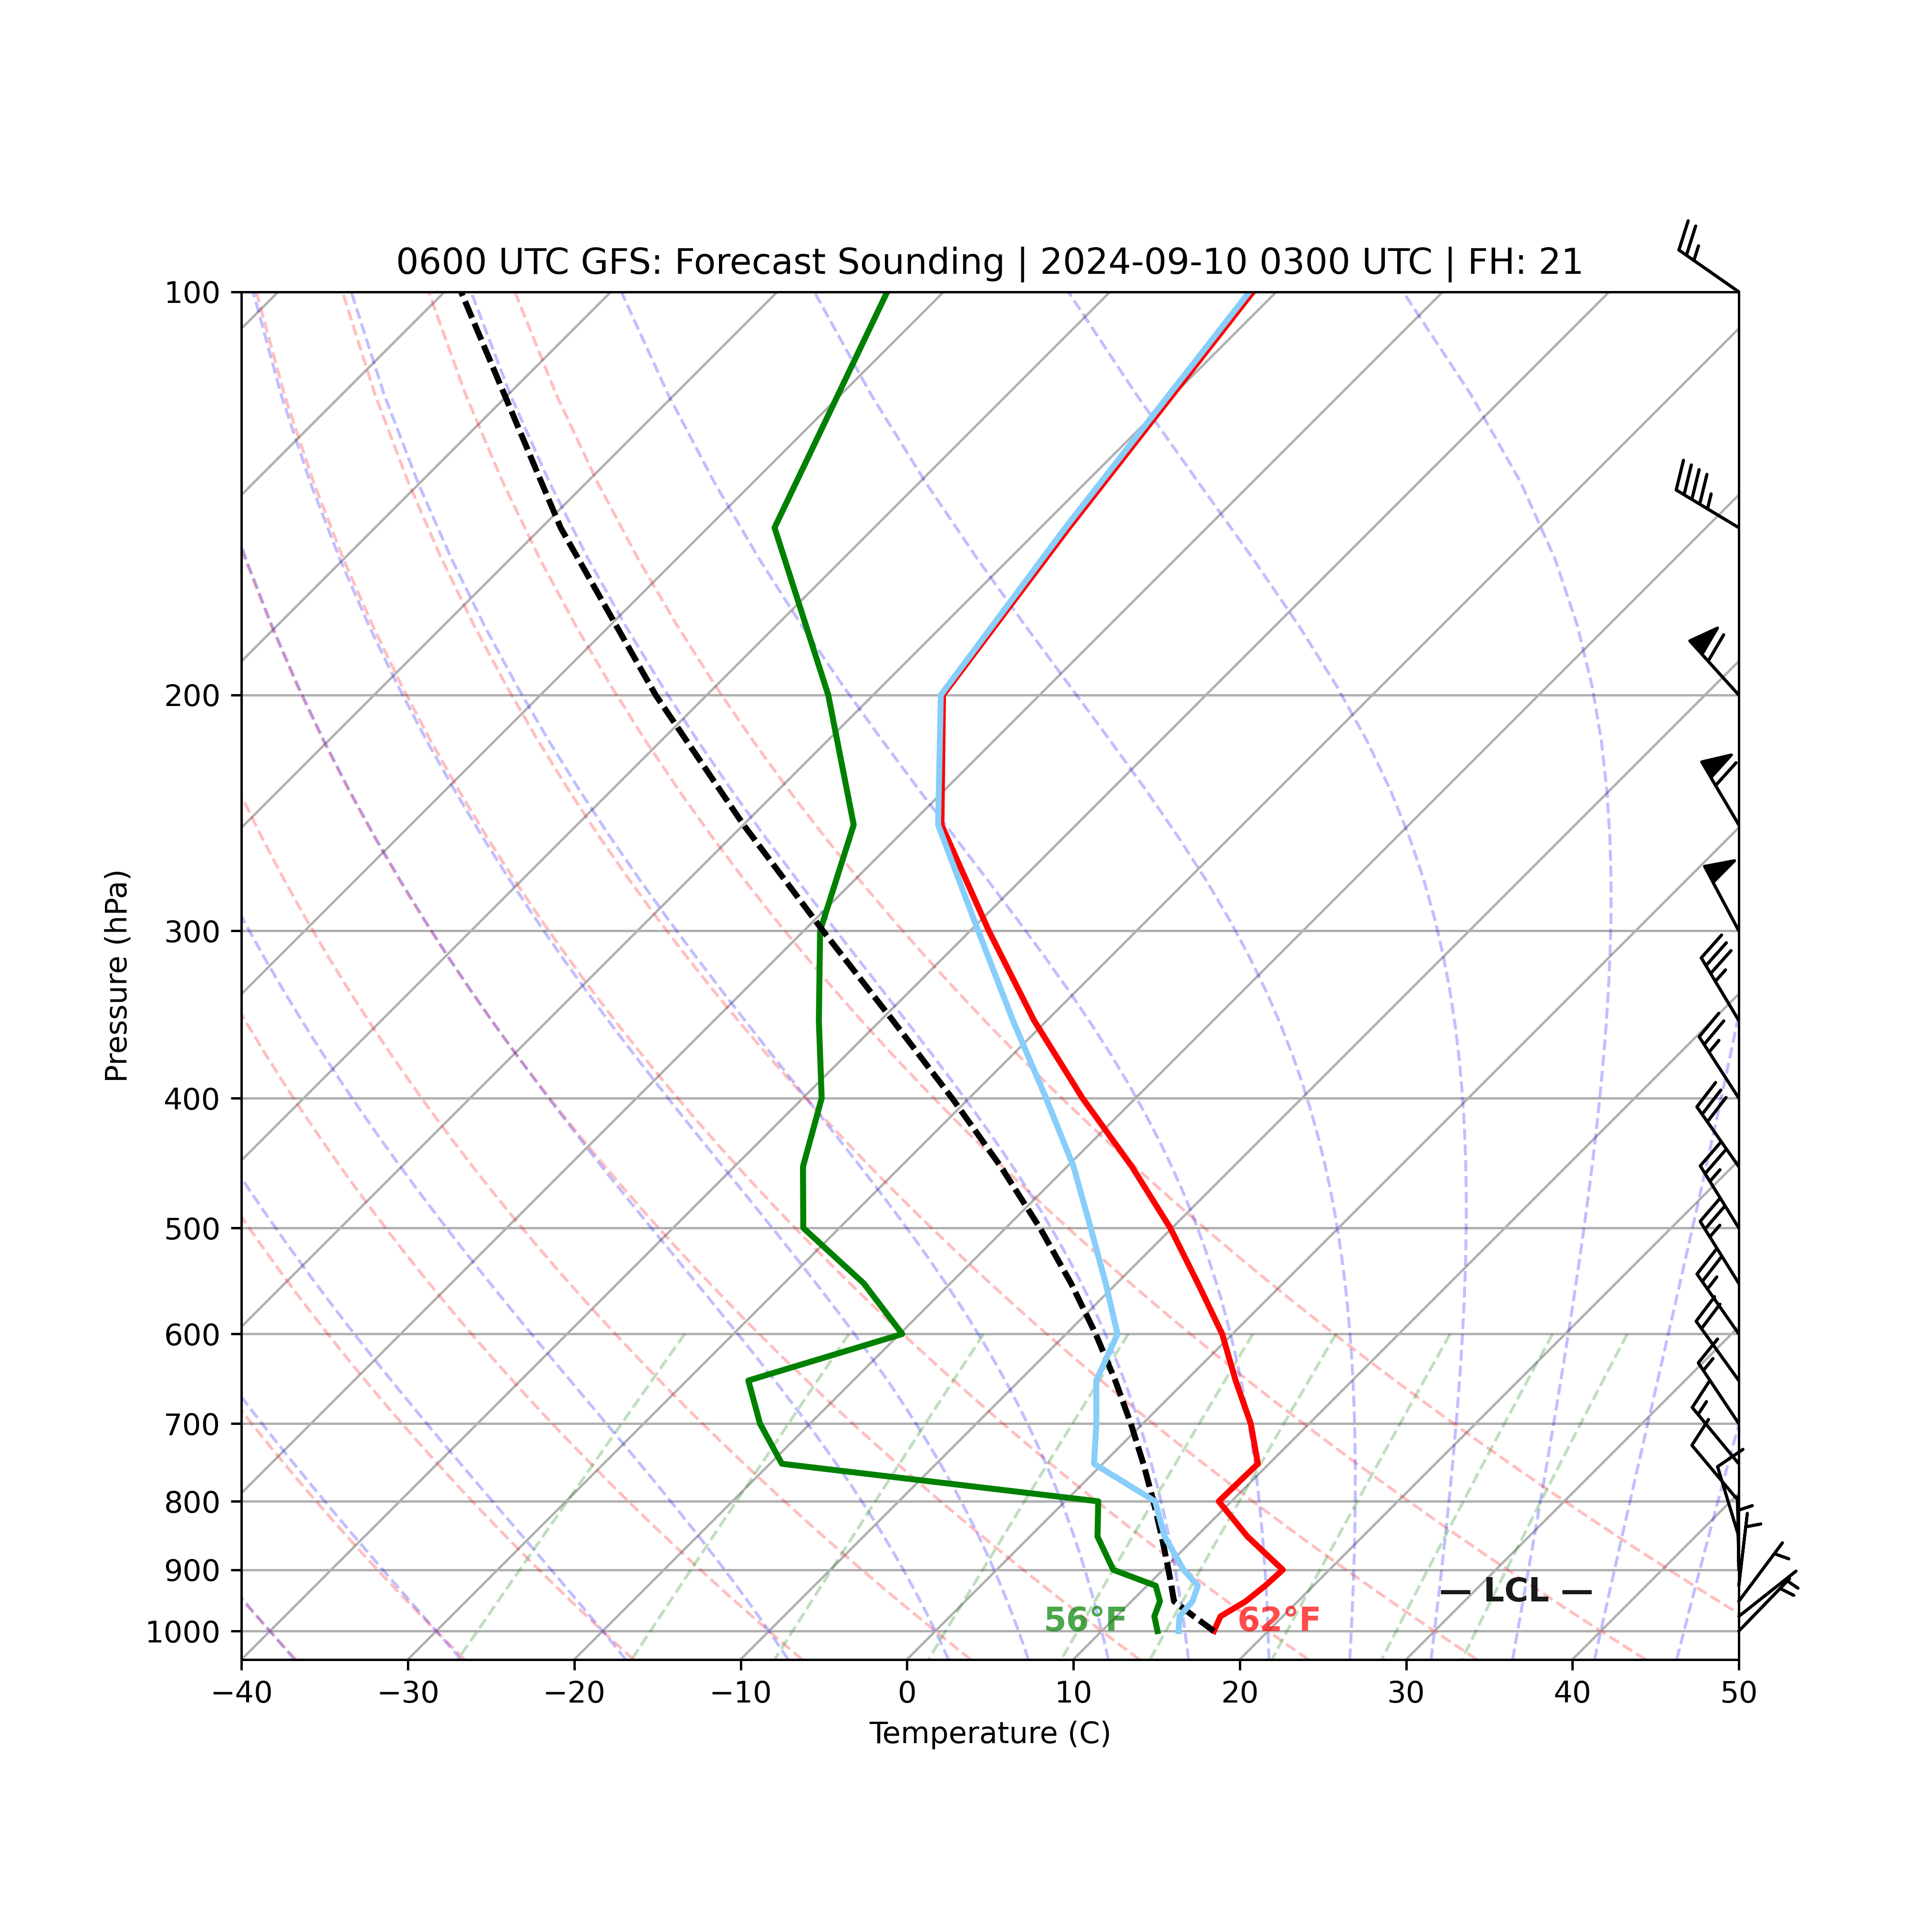 0600 UTC GFS: Forecast Sounding | 2024-09-10 0300 UTC | FH: 21
100
200
300
400
500
600
700
800
900
1000
Pressure (hPa)
— LCL —
56°F
62°F
−40 −30 −20 −10 0 10 20 30 40 50
Temperature (C)